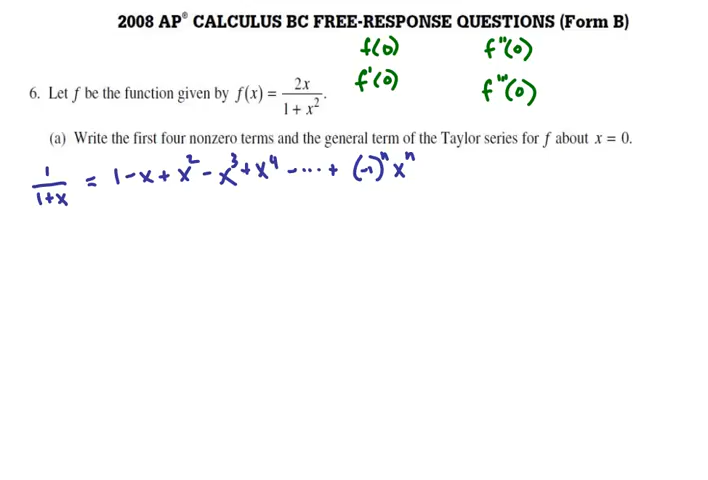 2008 AP® CALCULUS BC FREE-RESPONSE QUESTIONS (Form B)
f(0) f''(0)
f'(0) f'''(0)
6. Let f be the function given by f(x) = 2x / (1 + x²).
(a) Write the first four nonzero terms and the general term of the Taylor series for f about x = 0.
1/(1+x) = 1 - x + x² - x³ + x⁴ - ... + (-1)ⁿ xⁿ